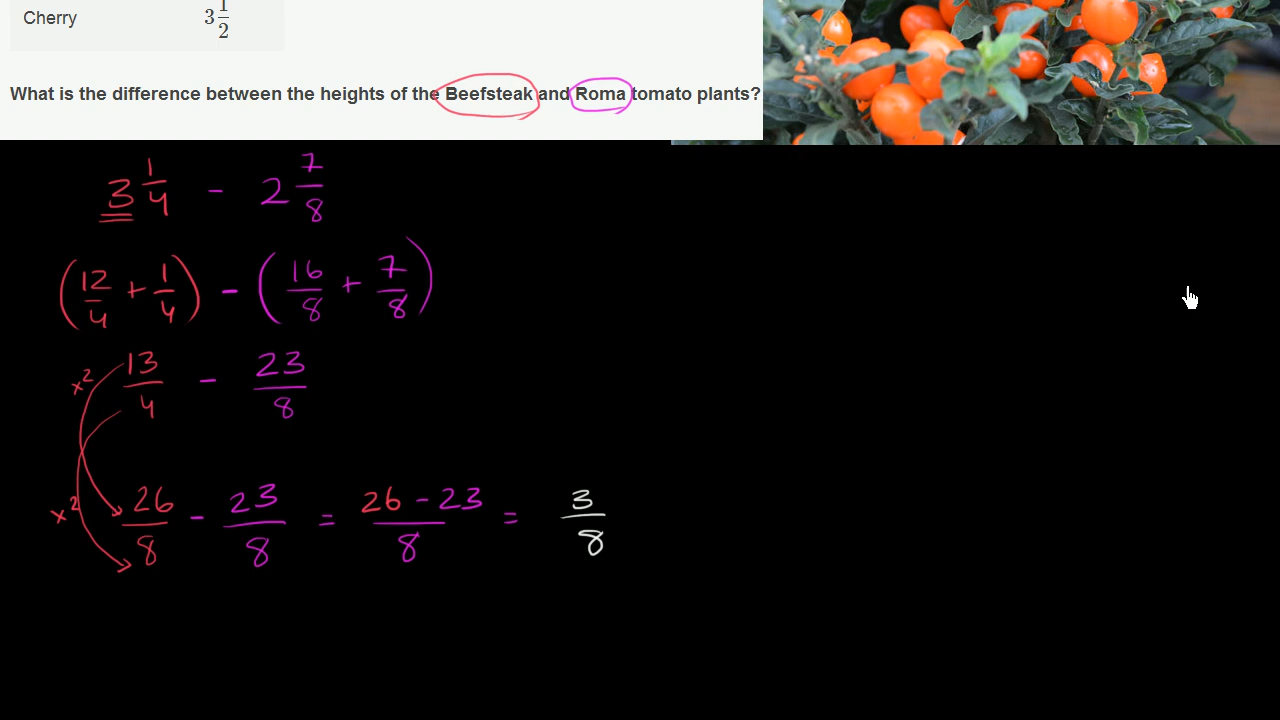 Cherry 3 1/2
What is the difference between the heights of the Beefsteak and Roma tomato plants?
3 1/4 - 2 7/8
(12/4 + 1/4) - (16/8 + 7/8)
x2 13/4 - 23/8
x2 26/8 - 23/8 = 26 - 23/8 = 3/8